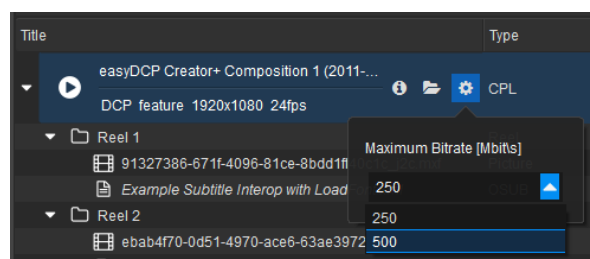 Title Type
easyDCP Creator+ Composition 1 (2011-...
CPL
DCP feature 1920x1080 24fps
Reel 1
Maximum Bitrate [Mbit\s]
91327386-671f-4096-81ce-8bdd1f
Example Subtitle Interop with Load
250
Reel 2
250
ebab4f70-0d51-4970-ace6-63ae3972
500